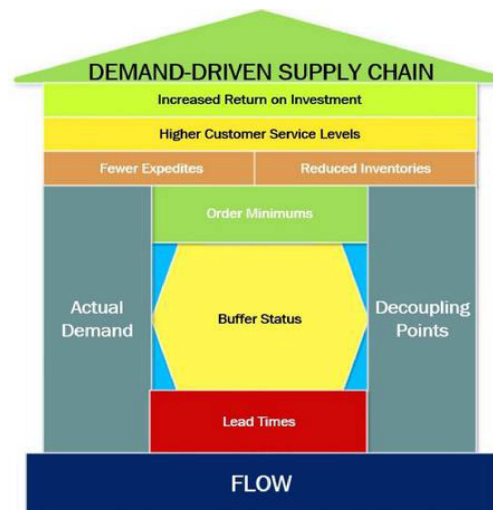 DEMAND-DRIVEN SUPPLY CHAIN
Increased Return on Investment
Higher Customer Service Levels
Fewer Expedites
Reduced Inventories
Order Minimums
Actual
Demand
Buffer Status
Decoupling
Points
Lead Times
FLOW